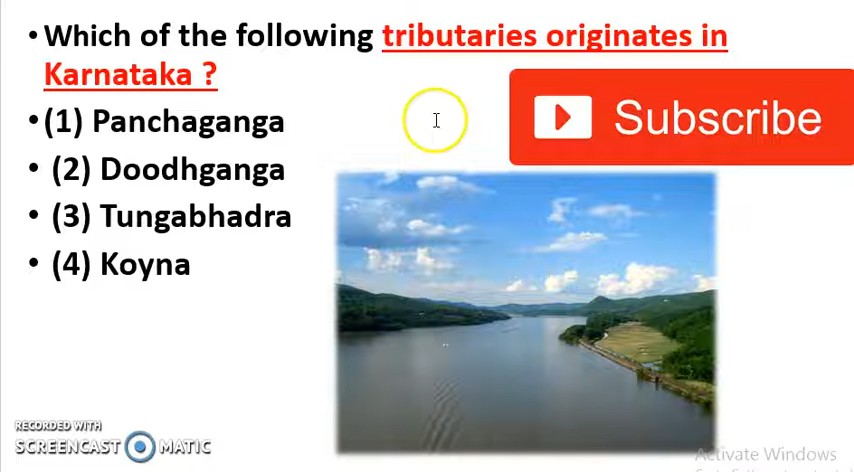 • Which of the following tributaries originates in
Karnataka ?
Subscribe
• (1) Panchaganga
• (2) Doodhganga
• (3) Tungabhadra
• (4) Koyna
RECORDED WITH
SCREENCAST MATIC
Activate Windows